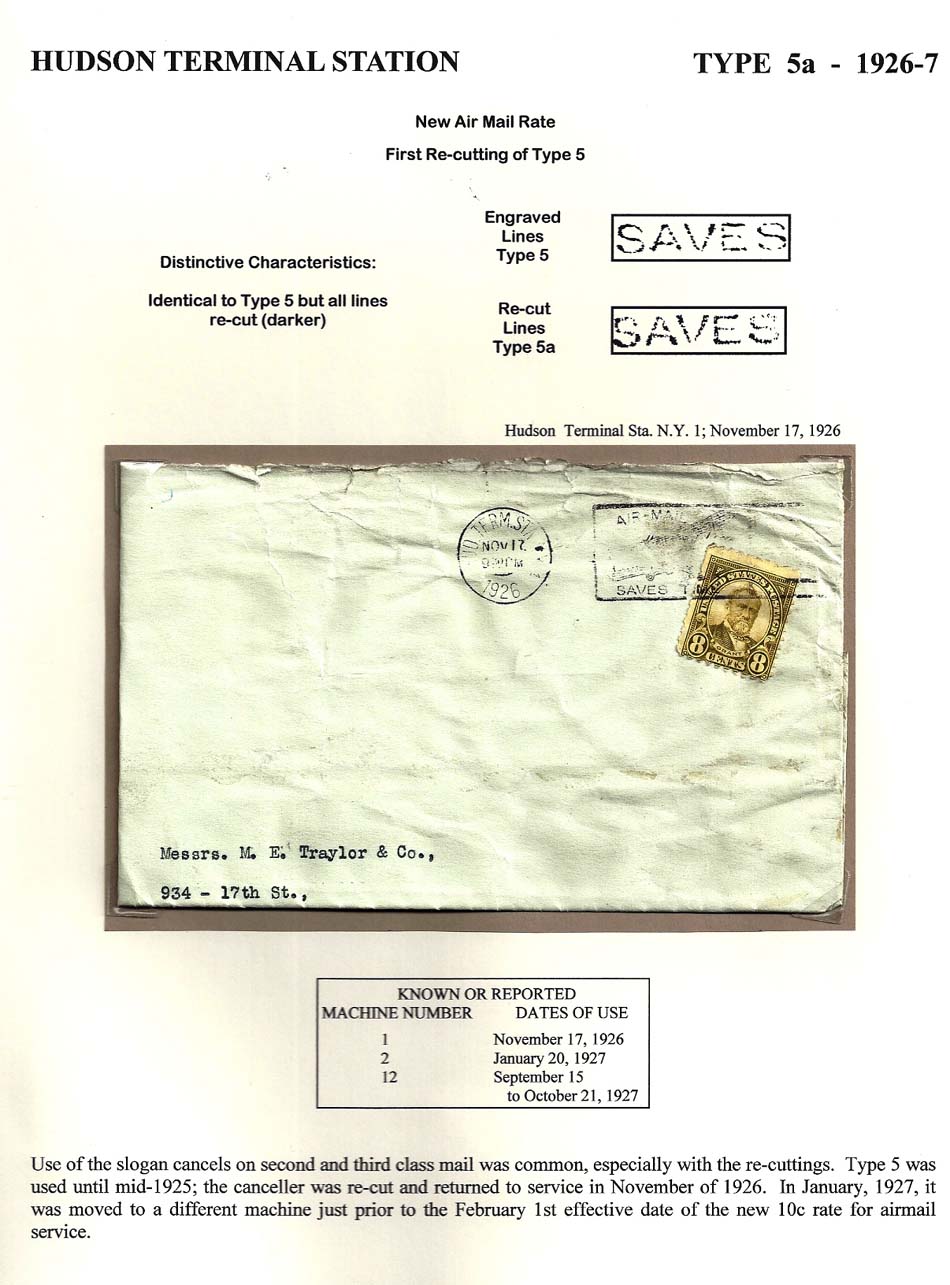 HUDSON TERMINAL STATION
TYPE 5a - 1926-7
New Air Mail Rate
First Re-cutting of Type 5
Distinctive Characteristics:
Identical to Type 5 but all lines
re-cut (darker)
Engraved
Lines
Type 5
SAVES
Re-cut
Lines
Type 5a
SAVES
Hudson Terminal Sta. N.Y. 1; November 17, 1926
TERM.ST
NOV 17.
1926
AIR-MAIL
SAVES
UNITED STATES POSTAGE
GRANT
8 CENTS 8
Messrs. M. E. Traylor & Co.,
934 - 17th St.,
KNOWN OR REPORTED
MACHINE NUMBER DATES OF USE
1 November 17, 1926
2 January 20, 1927
12 September 15
to October 21, 1927
Use of the slogan cancels on second and third class mail was common, especially with the re-cuttings. Type 5 was
used until mid-1925; the canceller was re-cut and returned to service in November of 1926. In January, 1927, it
was moved to a different machine just prior to the February 1st effective date of the new 10c rate for airmail
service.